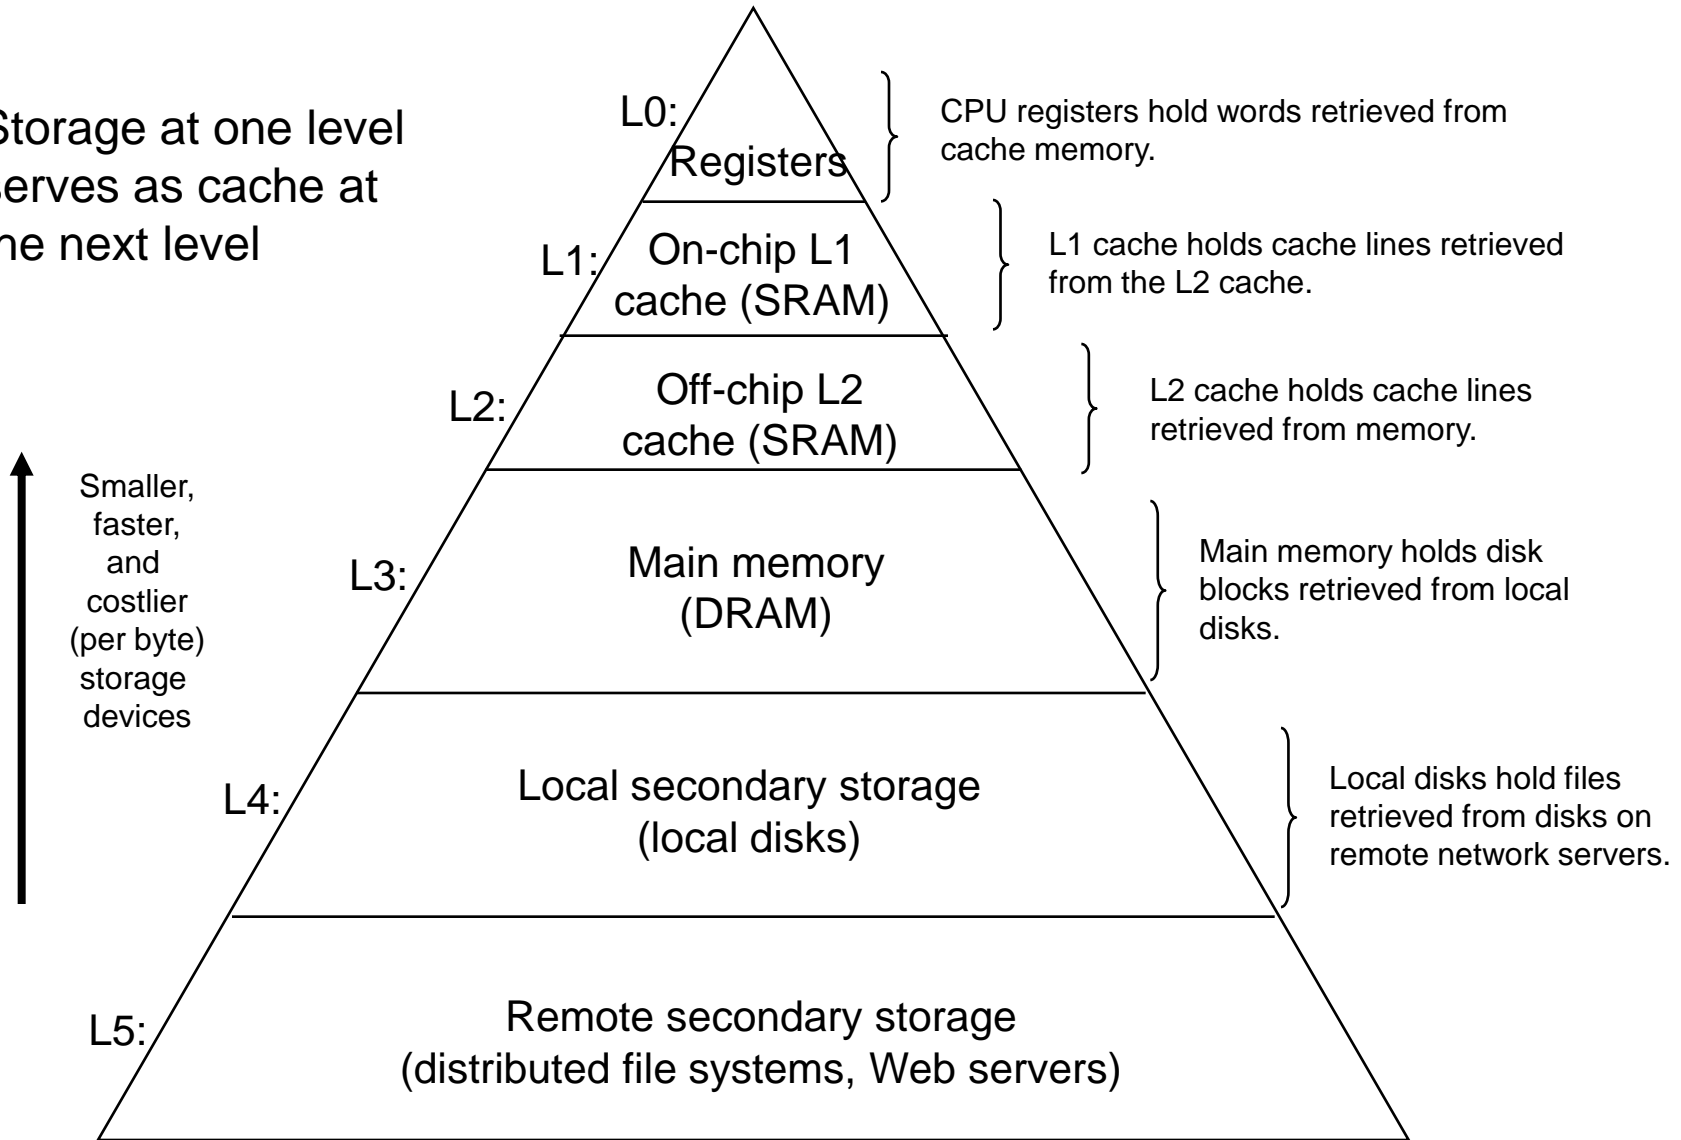 Storage at one level
serves as cache at
the next level
L0:
Registers
CPU registers hold words retrieved from
cache memory.
L1:
On-chip L1
cache (SRAM)
L1 cache holds cache lines retrieved
from the L2 cache.
L2:
Off-chip L2
cache (SRAM)
L2 cache holds cache lines
retrieved from memory.
Smaller,
faster,
and
costlier
(per byte)
storage
devices
L3:
Main memory
(DRAM)
Main memory holds disk
blocks retrieved from local
disks.
L4:
Local secondary storage
(local disks)
Local disks hold files
retrieved from disks on
remote network servers.
L5:
Remote secondary storage
(distributed file systems, Web servers)